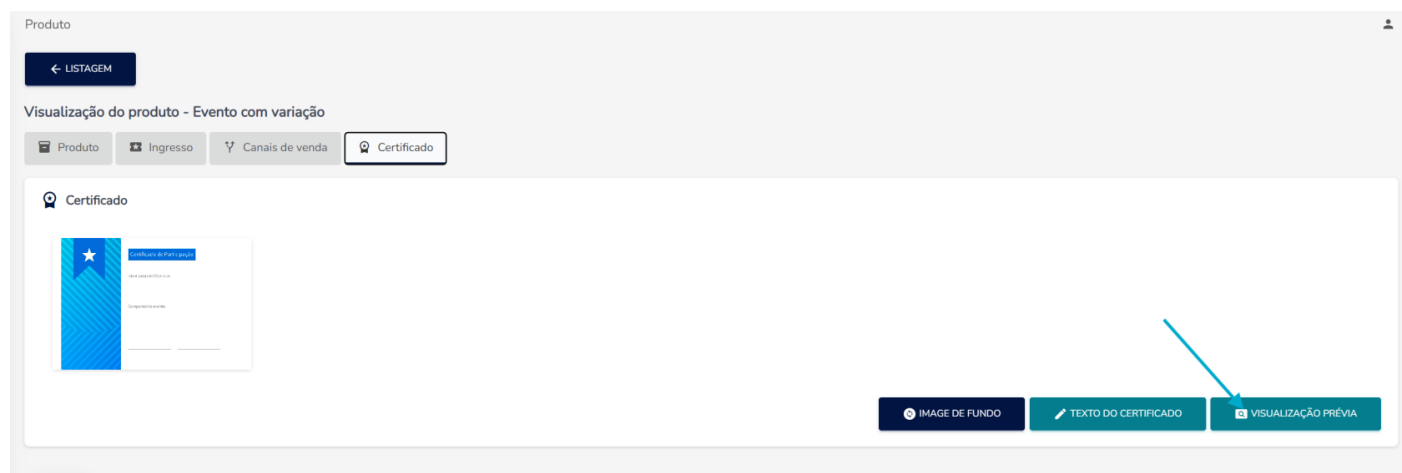 Produto
LISTAGEM
Visualização do produto - Evento com variação
Produto Ingresso Canais de venda Certificado
Certificado
Certificado de Participação
IMAGE DE FUNDO TEXTO DO CERTIFICADO VISUALIZAÇÃO PRÉVIA